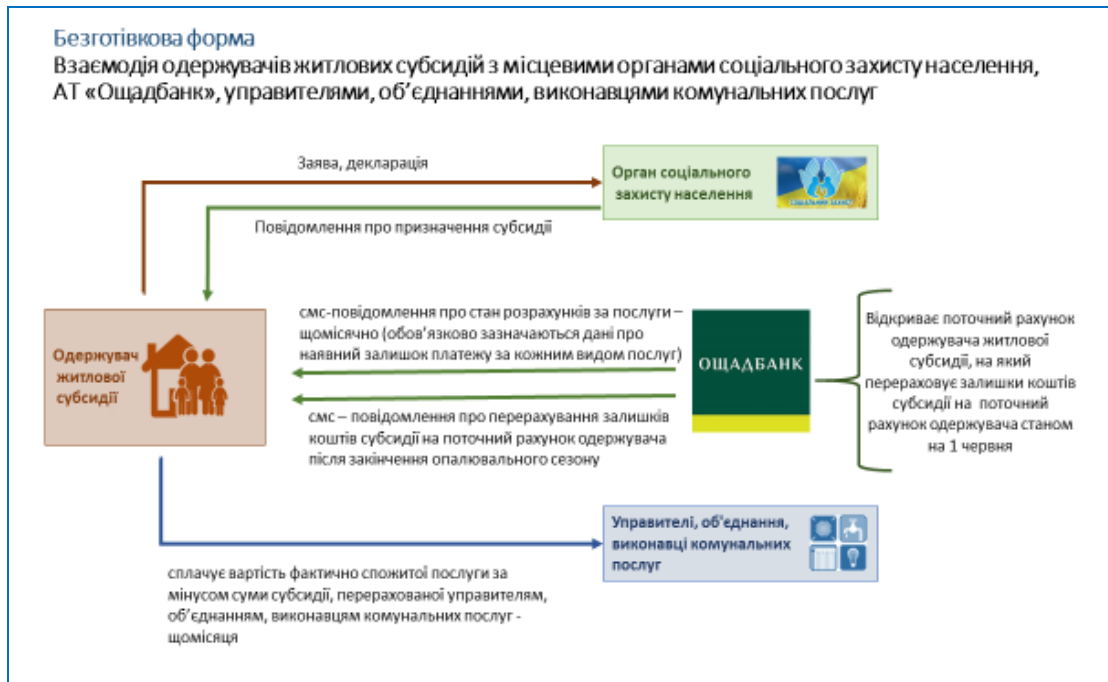 Безготівкова форма
Взаємодія одержувачів житлових субсидій з місцевими органами соціального захисту населення,
АТ «Ощадбанк», управителями, об’єднаннями, виконавцями комунальних послуг
Заява, декларація
Орган соціального
захисту населення
СОЦІАЛЬНИЙ ЗАХИСТ
Повідомлення про призначення субсидії
Одержувач
житлової
субсидії
смс-повідомлення про стан розрахунків за послуги –
щомісячно (обов’язково зазначаються дані про
наявний залишок платежу за кожним видом послуг)
смс – повідомлення про перерахування залишків
коштів субсидії на поточний рахунок одержувача
після закінчення опалювального сезону
ОЩАДБАНК
Відкриває поточний рахунок
одержувача житлової
субсидії, на який
перераховує залишки коштів
субсидії на поточний
рахунок одержувача станом
на 1 червня
Управителі, об'єднання,
виконавці комунальних
послуг
сплачує вартість фактично спожитої послуги за
мінусом суми субсидії, перерахованої управителям,
об’єднанням, виконавцям комунальних послуг -
щомісяця